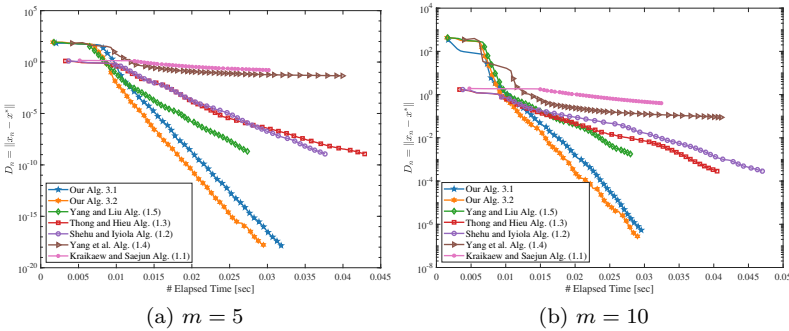 10^5
10^0
10^-5
10^-10
10^-15
10^-20
D_n = ||x_n − x*||
0
0.005
0.01
0.015
0.02
0.025
0.03
0.035
0.04
0.045
# Elapsed Time [sec]
Our Alg. 3.1
Our Alg. 3.2
Yang and Liu Alg. (1.5)
Thong and Hieu Alg. (1.3)
Shehu and Iyiola Alg. (1.2)
Yang et al. Alg. (1.4)
Kraikaew and Saejun Alg. (1.1)
(a) m = 5
10^4
10^2
10^0
10^-2
10^-4
10^-6
10^-8
D_n = ||x_n − x*||
0
0.005
0.01
0.015
0.02
0.025
0.03
0.035
0.04
0.045
0.05
# Elapsed Time [sec]
Our Alg. 3.1
Our Alg. 3.2
Yang and Liu Alg. (1.5)
Thong and Hieu Alg. (1.3)
Shehu and Iyiola Alg. (1.2)
Yang et al. Alg. (1.4)
Kraikaew and Saejun Alg. (1.1)
(b) m = 10